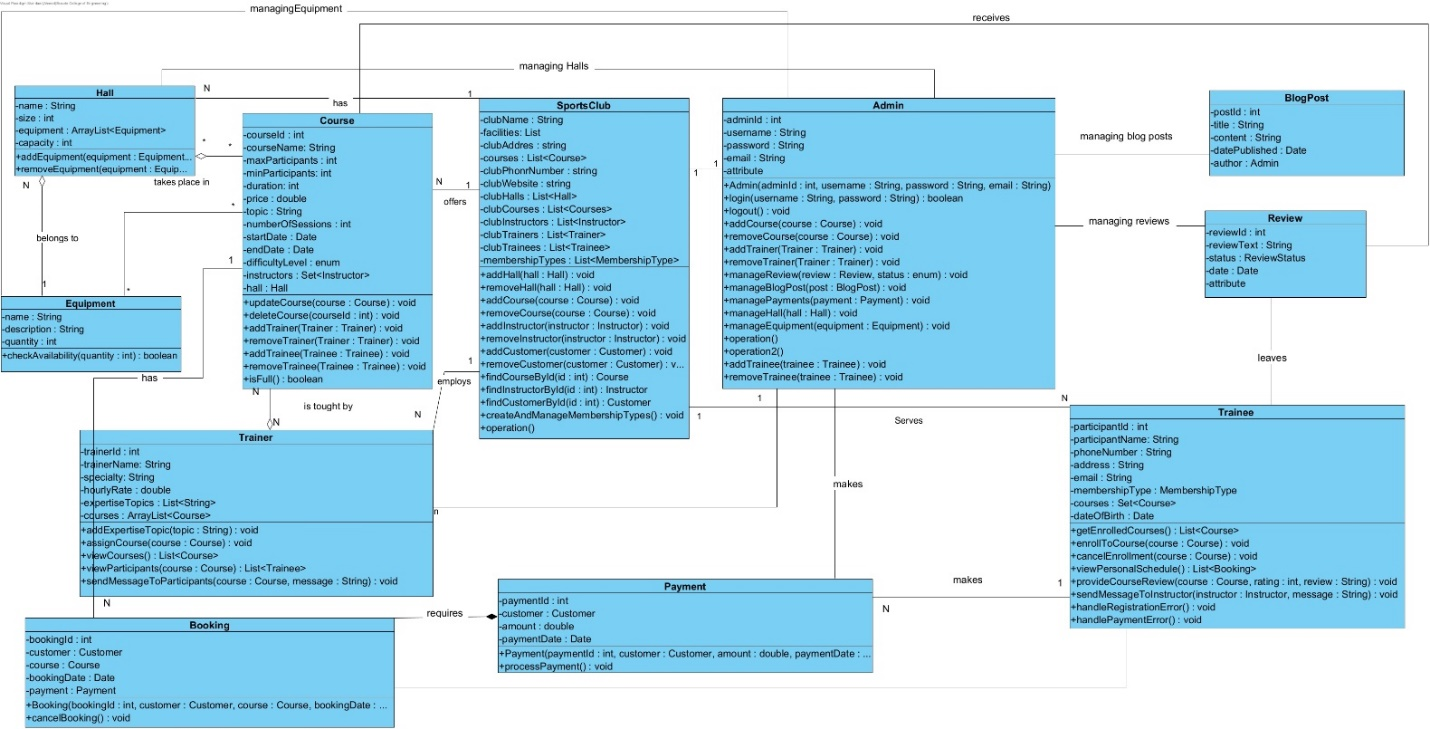 managingEquipment
receives
managing Halls
Hall
-name : String
-size : int
-equipment : ArrayList<Equipment>
-capacity : int
+addEquipment(equipment : Equipment...
+removeEquipment(equipment : Equip...
N
has
1
*
*
takes place in
N
belongs to
1
*
*
Equipment
-name : String
-description : String
-quantity : int
+checkAvailability(quantity : int) : boolean
Course
-courseId : int
-courseName: String
-maxParticipants : int
-minParticipants: int
-duration: int
-price : double
-topic : String
-numberOfSessions : int
-startDate : Date
-endDate : Date
-difficultyLevel : enum
-instructors : Set<Instructor>
-hall : Hall
+updateCourse(course : Course) : void
+deleteCourse(courseId : int) : void
+addTrainer(Trainer : Trainer) : void
+removeTrainer(Trainer : Trainer) : void
+addTrainee(Trainee : Trainee) : void
+removeTrainee(Trainee : Trainee) : void
+isFull() : boolean
N
1
offers
1
has
N
is tought by
N
1
employs
N
SportsClub
-clubName : String
-facilities: List
-clubAddres : string
-courses : List<Course>
-clubPhonrNumber : string
-clubWebsite : string
-clubHalls : List<Hall>
-clubCourses : List<Courses>
-clubInstructors : List<Instructor>
-clubTrainers : List<Trainer>
-clubTrainees : List<Trainee>
-membershipTypes : List<MembershipType>
+addHall(hall : Hall) : void
+removeHall(hall : Hall) : void
+addCourse(course : Course) : void
+removeCourse(course : Course) : void
+addInstructor(instructor : Instructor) : void
+removeInstructor(instructor : Instructor) : void
+addCustomer(customer : Customer) : void
+removeCustomer(customer : Customer) : v...
+findCourseById(id : int) : Course
+findInstructorById(id : int) : Instructor
+findCustomerById(id : int) : Customer
+createAndManageMembershipTypes() : void
+operation()
1
1
Admin
-adminId : int
-username : String
-password : String
-email : String
-attribute
+Admin(adminId : int, username : String, password : String, email : String)
+login(username : String, password : String) : boolean
+logout() : void
+addCourse(course : Course) : void
+removeCourse(course : Course) : void
+addTrainer(Trainer : Trainer) : void
+removeTrainer(Trainer : Trainer) : void
+manageReview(review : Review, status : enum) : void
+manageBlogPost(post : BlogPost) : void
+managePayments(payment : Payment) : void
+manageHall(hall : Hall) : void
+manageEquipment(equipment : Equipment) : void
+operation()
+operation2()
+addTrainee(trainee : Trainee) : void
+removeTrainee(trainee : Trainee) : void
managing blog posts
BlogPost
-postId : int
-title : String
-content : String
-datePublished : Date
-author : Admin
managing reviews
Review
-reviewId : int
-reviewText : String
-status : ReviewStatus
-date : Date
-attribute
leaves
1
N
1
Serves
Trainee
-participantId : int
-participantName: String
-phoneNumber : String
-address : String
-email : String
-membershipType : MembershipType
-courses : Set<Course>
-dateOfBirth : Date
+getEnrolledCourses() : List<Course>
+enrollToCourse(course : Course) : void
+cancelEnrollment(course : Course) : void
+viewPersonalSchedule() : List<Booking>
+provideCourseReview(course : Course, rating : int, review : String) : void
+sendMessageToInstructor(instructor : Instructor, message : String) : void
+handleRegistrationError() : void
+handlePaymentError() : void
Trainer
-trainerId : int
-trainerName: String
-specialty: String
-hourlyRate : double
-expertiseTopics : List<String>
-courses : ArrayList<Course>
+addExpertiseTopic(topic : String) : void
+assignCourse(course : Course) : void
+viewCourses() : List<Course>
+viewParticipants(course : Course) : List<Trainee>
+sendMessageToParticipants(course : Course, message : String) : void
n
makes
makes
1
N
Payment
-paymentId : int
-customer : Customer
-amount : double
-paymentDate : Date
+Payment(paymentId : int, customer : Customer, amount : double, paymentDate : ...
+processPayment() : void
N
requires
Booking
-bookingId : int
-customer : Customer
-course : Course
-bookingDate : Date
-payment : Payment
+Booking(bookingId : int, customer : Customer, course : Course, bookingDate : ...
+cancelBooking() : void